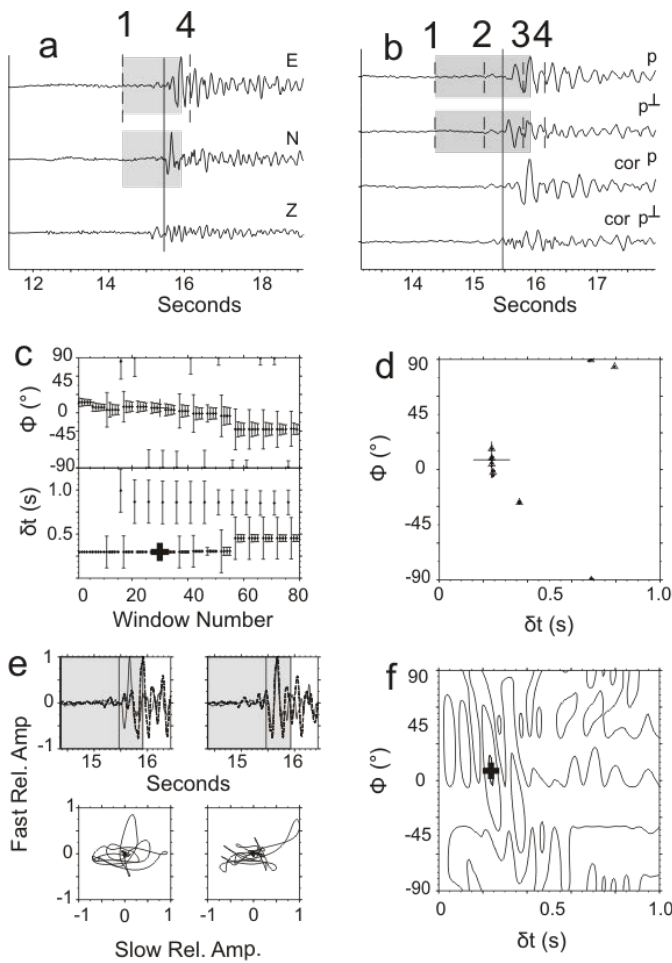 1 4
a
E
N
Z
12 14 16 18
Seconds
1 2 3 4
b
p
p⊥
cor p
cor p⊥
14 15 16 17
Seconds
c
90
45
0
-45
-90
Φ (°)
1.0
0.5
δt (s)
0 20 40 60 80
Window Number
d
90
45
0
-45
-90
Φ (°)
0 0.5 1.0
δt (s)
e
1
0
-1
15 16 15 16
Seconds
Fast Rel. Amp
1
0
-1
-1 0 1 -1 0 1
Slow Rel. Amp.
f
90
45
0
-45
-90
Φ (°)
0 0.5 1.0
δt (s)